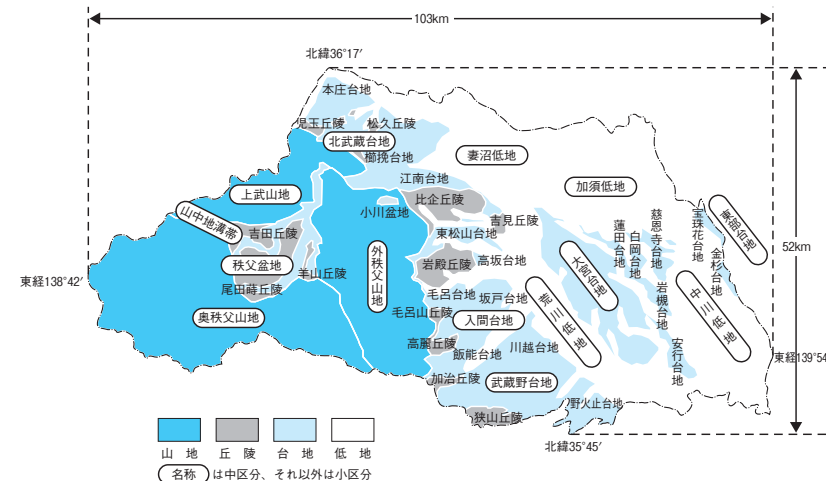 103km
北緯36°17′
本庄台地
児玉丘陵
松久丘陵
北武蔵台地
櫛挽台地
妻沼低地
江南台地
加須低地
上武山地
比企丘陵
小川盆地
山中地溝帯
吉見丘陵
吉田丘陵
東松山台地
蓮田台地
白岡台地
慈恩寺台地
宝珠花台地
東部台地
金杉台地
52km
外秩父山地
秩父盆地
羊山丘陵
岩殿丘陵
高坂台地
大宮台地
東経138°42′
尾田蒔丘陵
毛呂台地
坂戸台地
荒川低地
岩槻台地
中川低地
奥秩父山地
毛呂山丘陵
入間台地
高麗丘陵
飯能台地
川越台地
安行台地
東経139°54
加治丘陵
武蔵野台地
野火止台地
狭山丘陵
北緯35°45′
山地
丘陵
台地
低地
名称 は中区分、それ以外は小区分